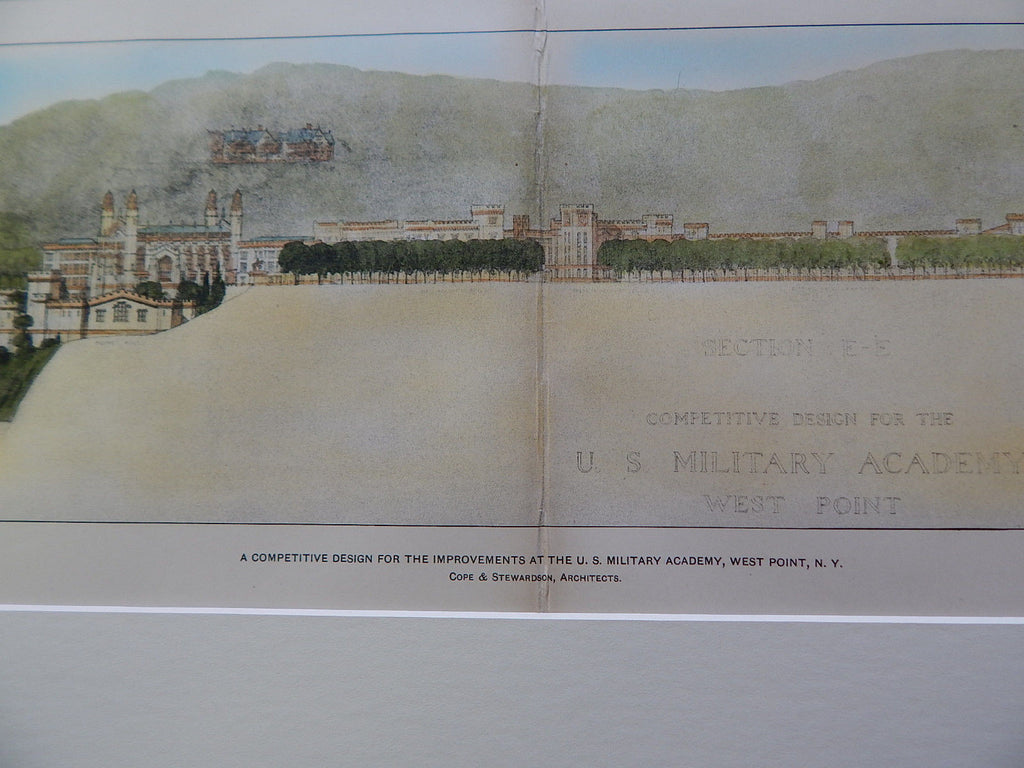 SECTION E-E
COMPETITIVE DESIGN FOR THE
U. S MILITARY ACADEMY
WEST POINT
A COMPETITIVE DESIGN FOR THE IMPROVEMENTS AT THE U. S. MILITARY ACADEMY, WEST POINT, N. Y.
COPE & STEWARDSON, ARCHITECTS.